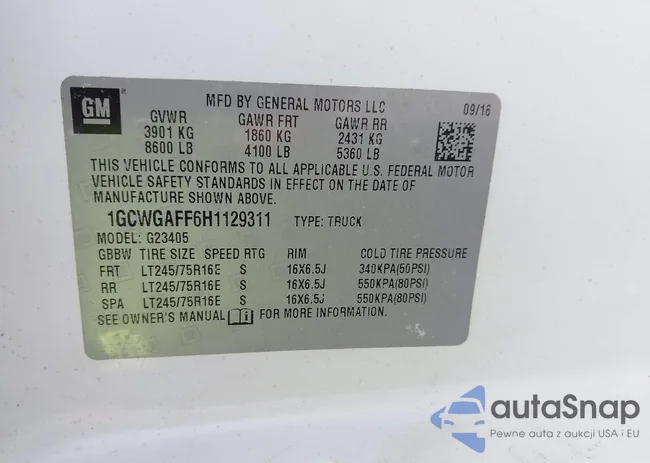 GM
MFD BY GENERAL MOTORS LLC 09/16
GVWR GAWR FRT GAWR RR
3901 KG 1860 KG 2431 KG
8600 LB 4100 LB 5360 LB
THIS VEHICLE CONFORMS TO ALL APPLICABLE U.S. FEDERAL MOTOR
VEHICLE SAFETY STANDARDS IN EFFECT ON THE DATE OF
MANUFACTURE SHOWN ABOVE.
1GCWGAFF6H1129311 TYPE: TRUCK
MODEL: G23405
GBBW TIRE SIZE SPEED RTG RIM COLD TIRE PRESSURE
FRT LT245/75R16E S 16X6.5J 340KPA(50PSI)
RR LT245/75R16E S 16X6.5J 550KPA(80PSI)
SPA LT245/75R16E S 16X6.5J 550KPA(80PSI)
SEE OWNER'S MANUAL FOR MORE INFORMATION.
autaSnap
Pewne auta z aukcji USA i EU